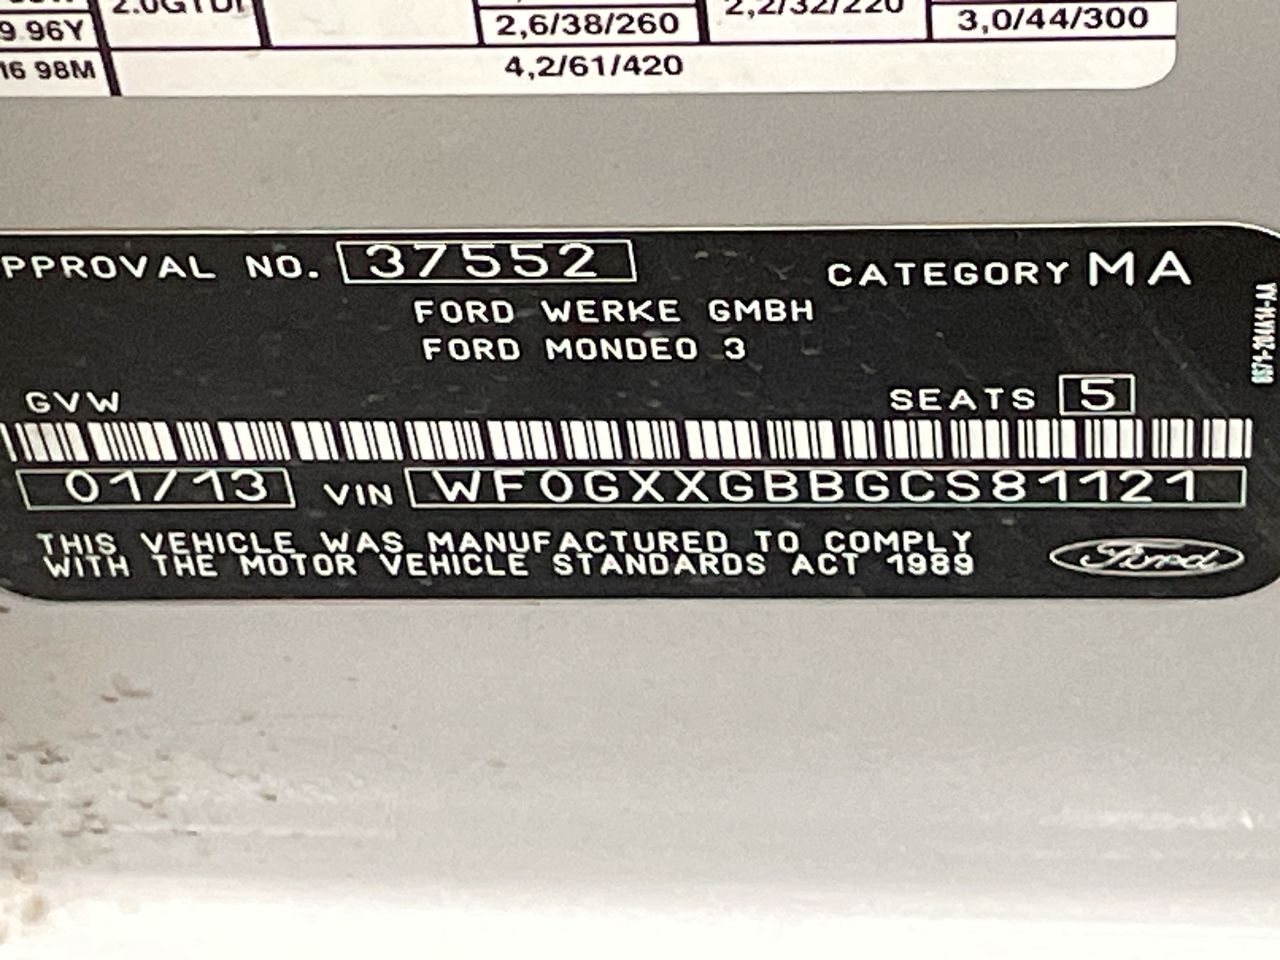 2.0GTDI
2,2/32/220
9.96Y
2,6/38/260
3,0/44/300
16 98M
4,2/61/420
PPROVAL NO. 37552
CATEGORY MA
FORD WERKE GMBH
FORD MONDEO 3
GVW
SEATS 5
01/13 VIN WF0GXXGBBGCS81121
THIS VEHICLE WAS MANUFACTURED TO COMPLY
WITH THE MOTOR VEHICLE STANDARDS ACT 1989
Ford